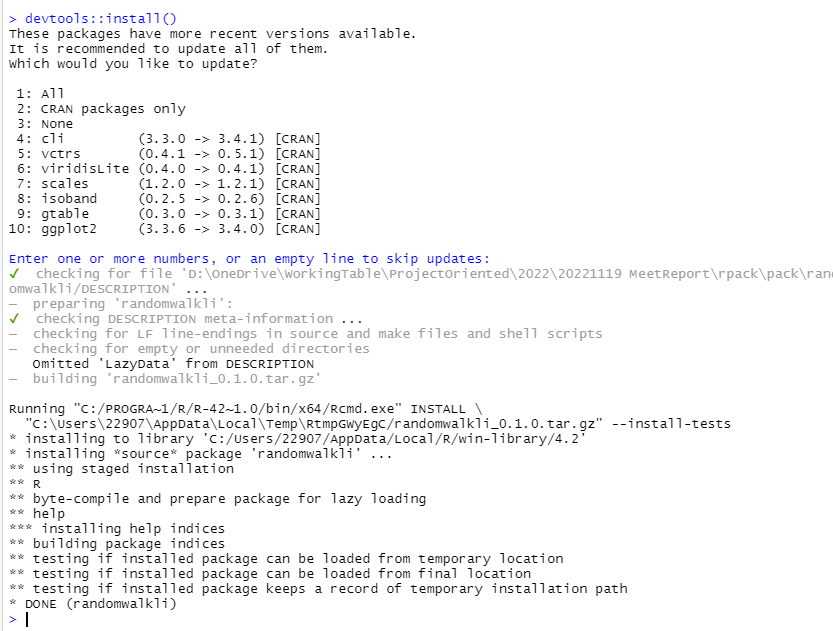 > devtools::install()
These packages have more recent versions available.
It is recommended to update all of them.
Which would you like to update?

 1: All
 2: CRAN packages only
 3: None
 4: cli         (3.3.0 -> 3.4.1) [CRAN]
 5: vctrs       (0.4.1 -> 0.5.1) [CRAN]
 6: viridisLite (0.4.0 -> 0.4.1) [CRAN]
 7: scales      (1.2.0 -> 1.2.1) [CRAN]
 8: isoband     (0.2.5 -> 0.2.6) [CRAN]
 9: gtable      (0.3.0 -> 0.3.1) [CRAN]
10: ggplot2     (3.3.6 -> 3.4.0) [CRAN]

Enter one or more numbers, or an empty line to skip updates:
✓  checking for file 'D:\OneDrive\WorkingTable\ProjectOriented\2022\20221119 MeetReport\rpack\pack\ran
omwalkli/DESCRIPTION' ...
─  preparing 'randomwalkli':
✓  checking DESCRIPTION meta-information ...
─  checking for LF line-endings in source and make files and shell scripts
─  checking for empty or unneeded directories
   Omitted 'LazyData' from DESCRIPTION
─  building 'randomwalkli_0.1.0.tar.gz'

Running "C:/PROGRA~1/R/R-42~1.0/bin/x64/Rcmd.exe" INSTALL \
  "C:\Users\22907\AppData\Local\Temp\RtmpGWyEgC/randomwalkli_0.1.0.tar.gz" --install-tests
* installing to library 'C:/Users/22907/AppData/Local/R/win-library/4.2'
* installing *source* package 'randomwalkli' ...
** using staged installation
** R
** byte-compile and prepare package for lazy loading
** help
*** installing help indices
** building package indices
** testing if installed package can be loaded from temporary location
** testing if installed package can be loaded from final location
** testing if installed package keeps a record of temporary installation path
* DONE (randomwalkli)
>